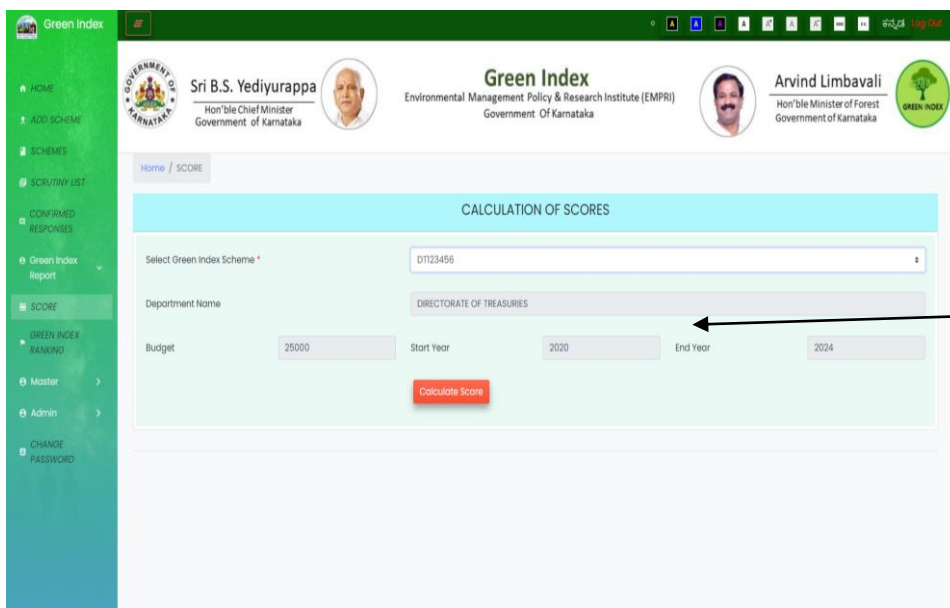 Green Index
A A A A A A A
ಕನ್ನಡ Log Out
HOME
ADD SCHEME
SCHEMES
SCRUTINY LIST
CONFIRMED
RESPONSES
Green Index
Report
SCORE
GREEN INDEX
RANKING
Master
Admin
CHANGE
PASSWORD
GOVERNMENT OF
KARNATAKA
Sri B.S. Yediyurappa
Hon'ble Chief Minister
Government of Karnataka
Green Index
Environmental Management Policy & Research Institute (EMPRI)
Government Of Karnataka
Arvind Limbavali
Hon'ble Minister of Forest
Government of Karnataka
GREEN INDEX
Home / SCORE
CALCULATION OF SCORES
Select Green Index Scheme * DT123456
Department Name DIRECTORATE OF TREASURIES
Budget 25000 Start Year 2020 End Year 2024
Calculate Score